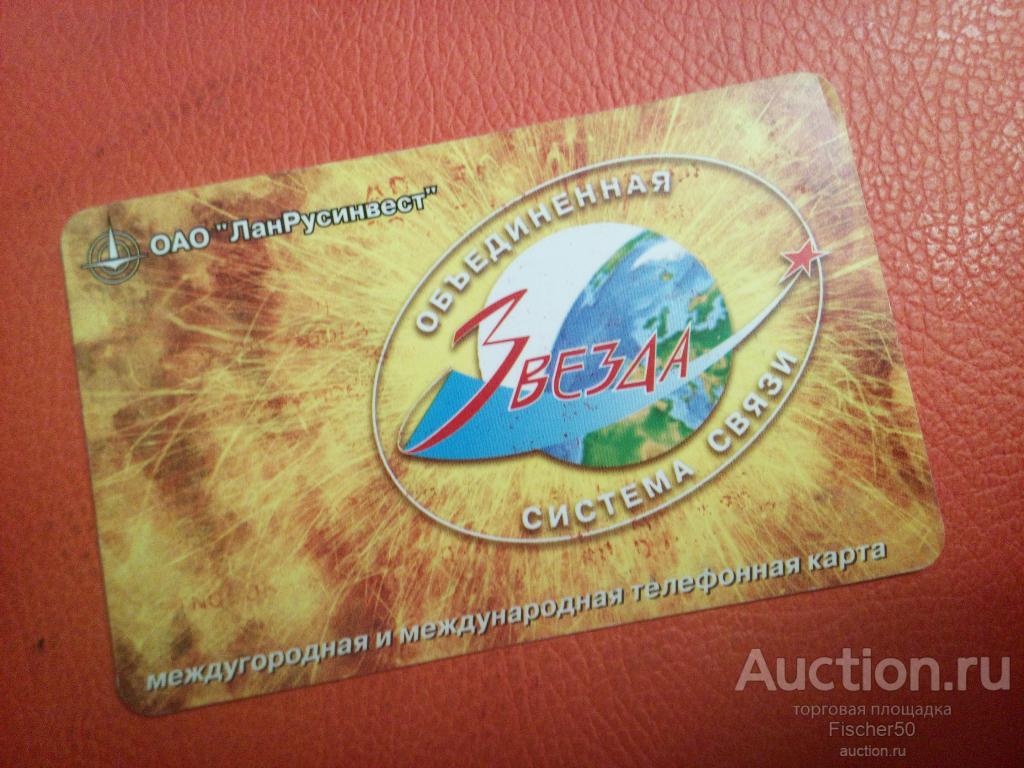 ОАО "ЛанРусинвест"
ОБЪЕДИНЕННАЯ
ЗВЕЗДА
СИСТЕМА СВЯЗИ
междугородная и международная телефонная карта
Auction.ru
торговая площадка
Fischer50
auction.ru